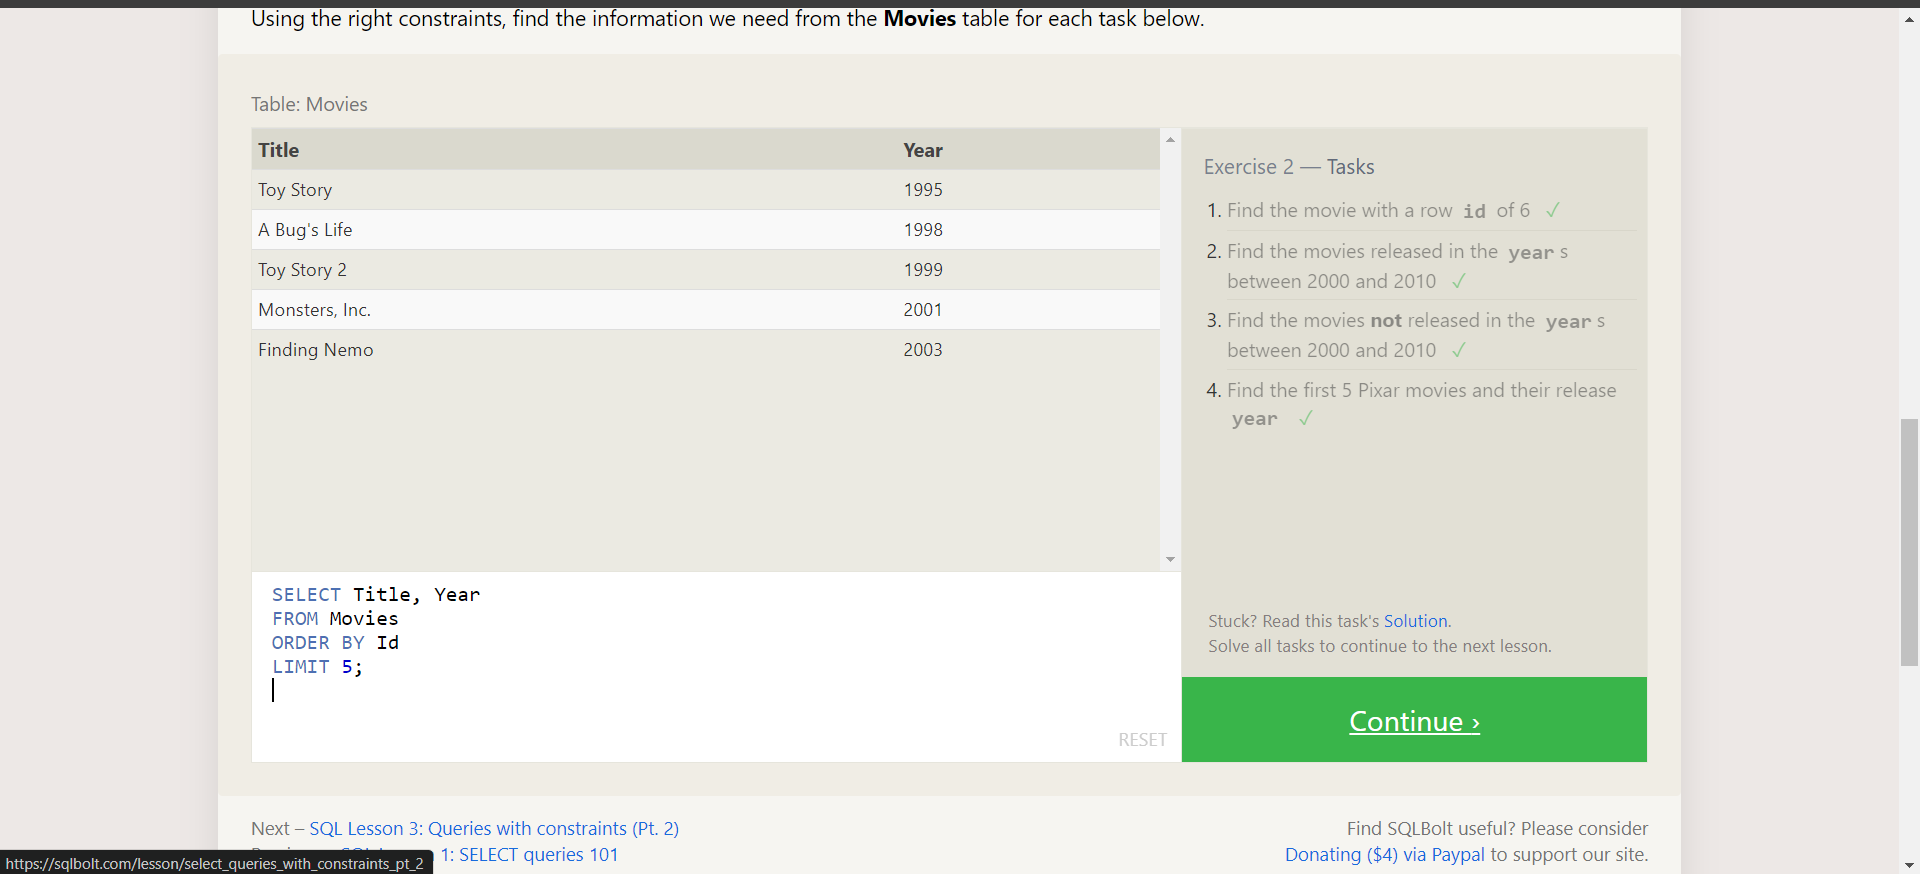 Using the right constraints, find the information we need from the Movies table for each task below.
Table: Movies
Title Year
Toy Story 1995
A Bug's Life 1998
Toy Story 2 1999
Monsters, Inc. 2001
Finding Nemo 2003
SELECT Title, Year
FROM Movies
ORDER BY Id
LIMIT 5;
RESET
Exercise 2 — Tasks
1. Find the movie with a row id of 6 ✓
2. Find the movies released in the year s
between 2000 and 2010 ✓
3. Find the movies not released in the year s
between 2000 and 2010 ✓
4. Find the first 5 Pixar movies and their release
year ✓
Stuck? Read this task's Solution.
Solve all tasks to continue to the next lesson.
Continue ›
Next – SQL Lesson 3: Queries with constraints (Pt. 2)
1: SELECT queries 101
Find SQLBolt useful? Please consider
Donating ($4) via Paypal to support our site.
https://sqlbolt.com/lesson/select_queries_with_constraints_pt_2